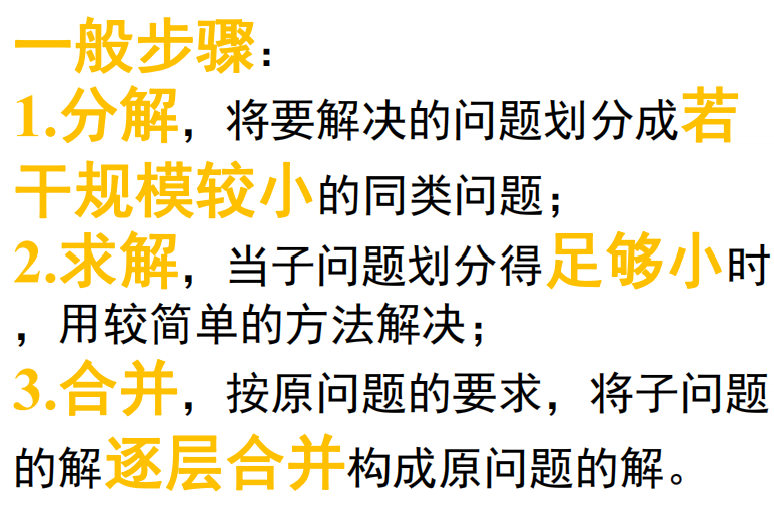 一般步骤：
1.分解，将要解决的问题划分成若
干规模较小的同类问题；
2.求解，当子问题划分得足够小时
，用较简单的方法解决；
3.合并，按原问题的要求，将子问题
的解逐层合并构成原问题的解。